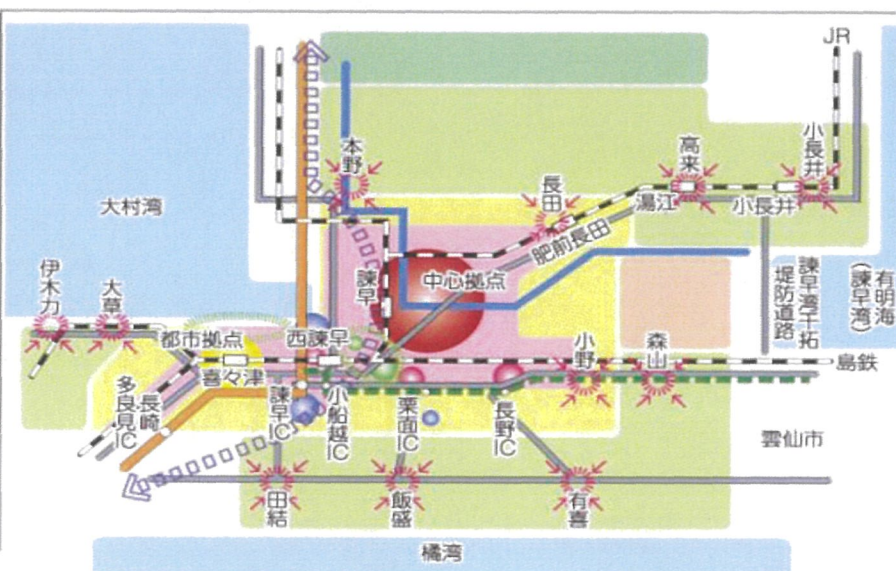 JR
本野
高来
小長井
長田
大村湾
湯江
小長井
肥前長田
伊木力
大草
諫早
中心拠点
諫早湾干拓
堤防道路
有明海
(諫早湾)
都市拠点
西諫早
小野
森山
島鉄
喜々津
多良見IC
長崎
諫早IC
小船越IC
栗面IC
長野IC
雲仙市
田結
飯盛
有喜
橘湾